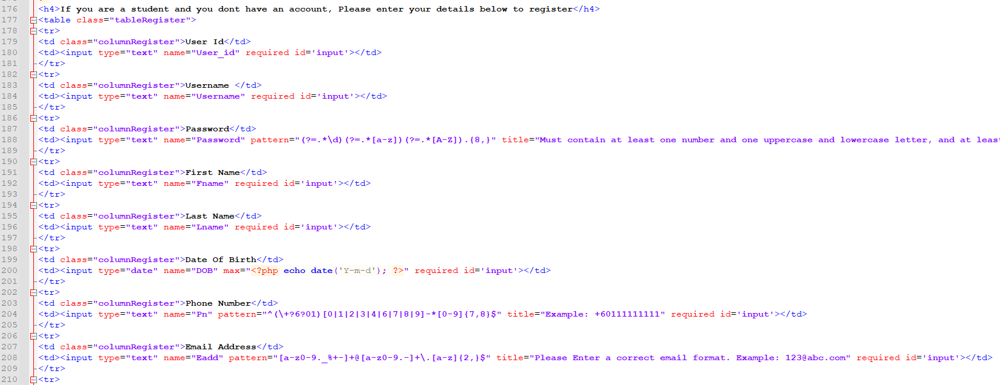 176 <h4>If you are a student and you dont have an account, Please enter your details below to register</h4>
177 <table class="tableRegister">
178 <tr>
179 <td class="columnRegister">User Id</td>
180 <td><input type="text" name="User_id" required id='input'></td>
181 </tr>
182 <tr>
183 <td class="columnRegister">Username </td>
184 <td><input type="text" name="Username" required id='input'></td>
185 </tr>
186 <tr>
187 <td class="columnRegister">Password</td>
188 <td><input type="text" name="Password" pattern="(?=.*\d)(?=.*[a-z])(?=.*[A-Z]).{8,}" title="Must contain at least one number and one uppercase and lowercase letter, and at least
189 </tr>
190 <tr>
191 <td class="columnRegister">First Name</td>
192 <td><input type="text" name="Fname" required id='input'></td>
193 </tr>
194 <tr>
195 <td class="columnRegister">Last Name</td>
196 <td><input type="text" name="Lname" required id='input'></td>
197 </tr>
198 <tr>
199 <td class="columnRegister">Date Of Birth</td>
200 <td><input type="date" name="DOB" max="<?php echo date('Y-m-d'); ?>" required id='input'></td>
201 </tr>
202 <tr>
203 <td class="columnRegister">Phone Number</td>
204 <td><input type="text" name="Pn" pattern="^(\+?6?01)[0|1|2|3|4|6|7|8|9]-*[0-9]{7,8}$" title="Example: +60111111111" required id='input'></td>
205 </tr>
206 <tr>
207 <td class="columnRegister">Email Address</td>
208 <td><input type="text" name="Eadd" pattern="[a-z0-9._%+-]+@[a-z0-9.-]+\.[a-z]{2,}$" title="Please Enter a correct email format. Example: 123@abc.com" required id='input'></td>
209 </tr>
210 <tr>